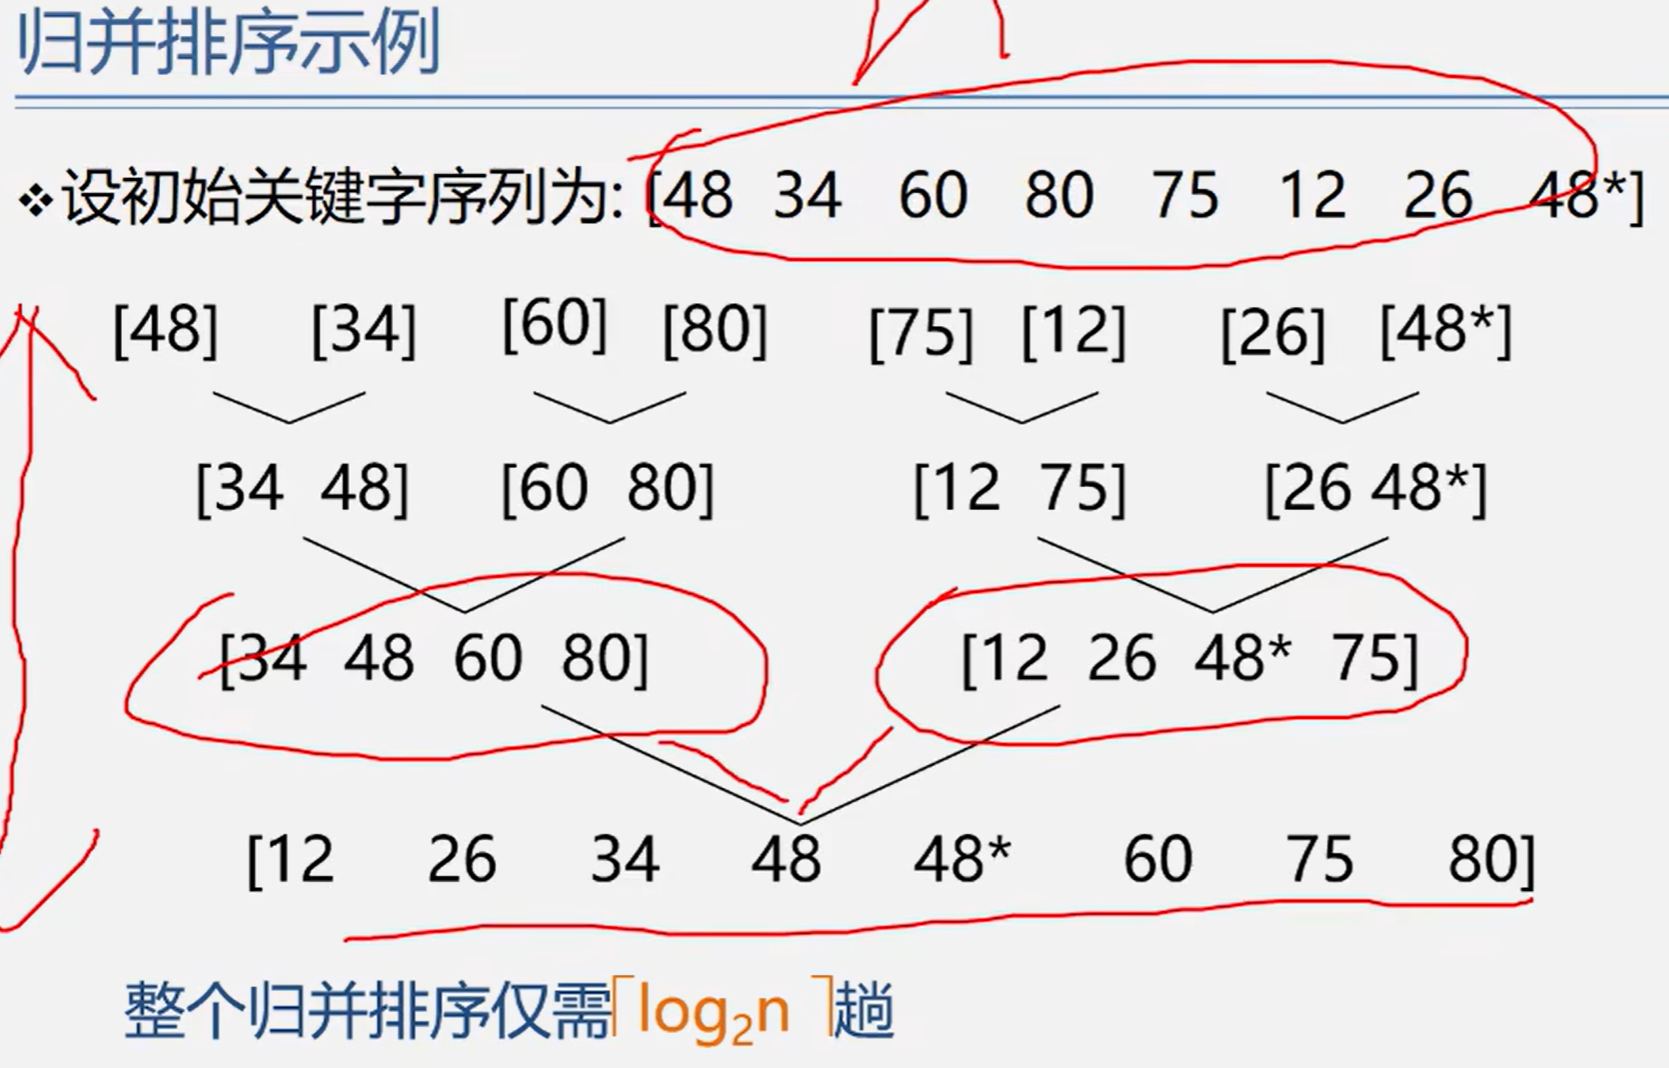 归并排序示例
❖设初始关键字序列为: [48 34 60 80 75 12 26 48*]
[48] [34] [60] [80] [75] [12] [26] [48*]
[34 48] [60 80] [12 75] [26 48*]
[34 48 60 80] [12 26 48* 75]
[12 26 34 48 48* 60 75 80]
整个归并排序仅需⌈log₂n⌉趟